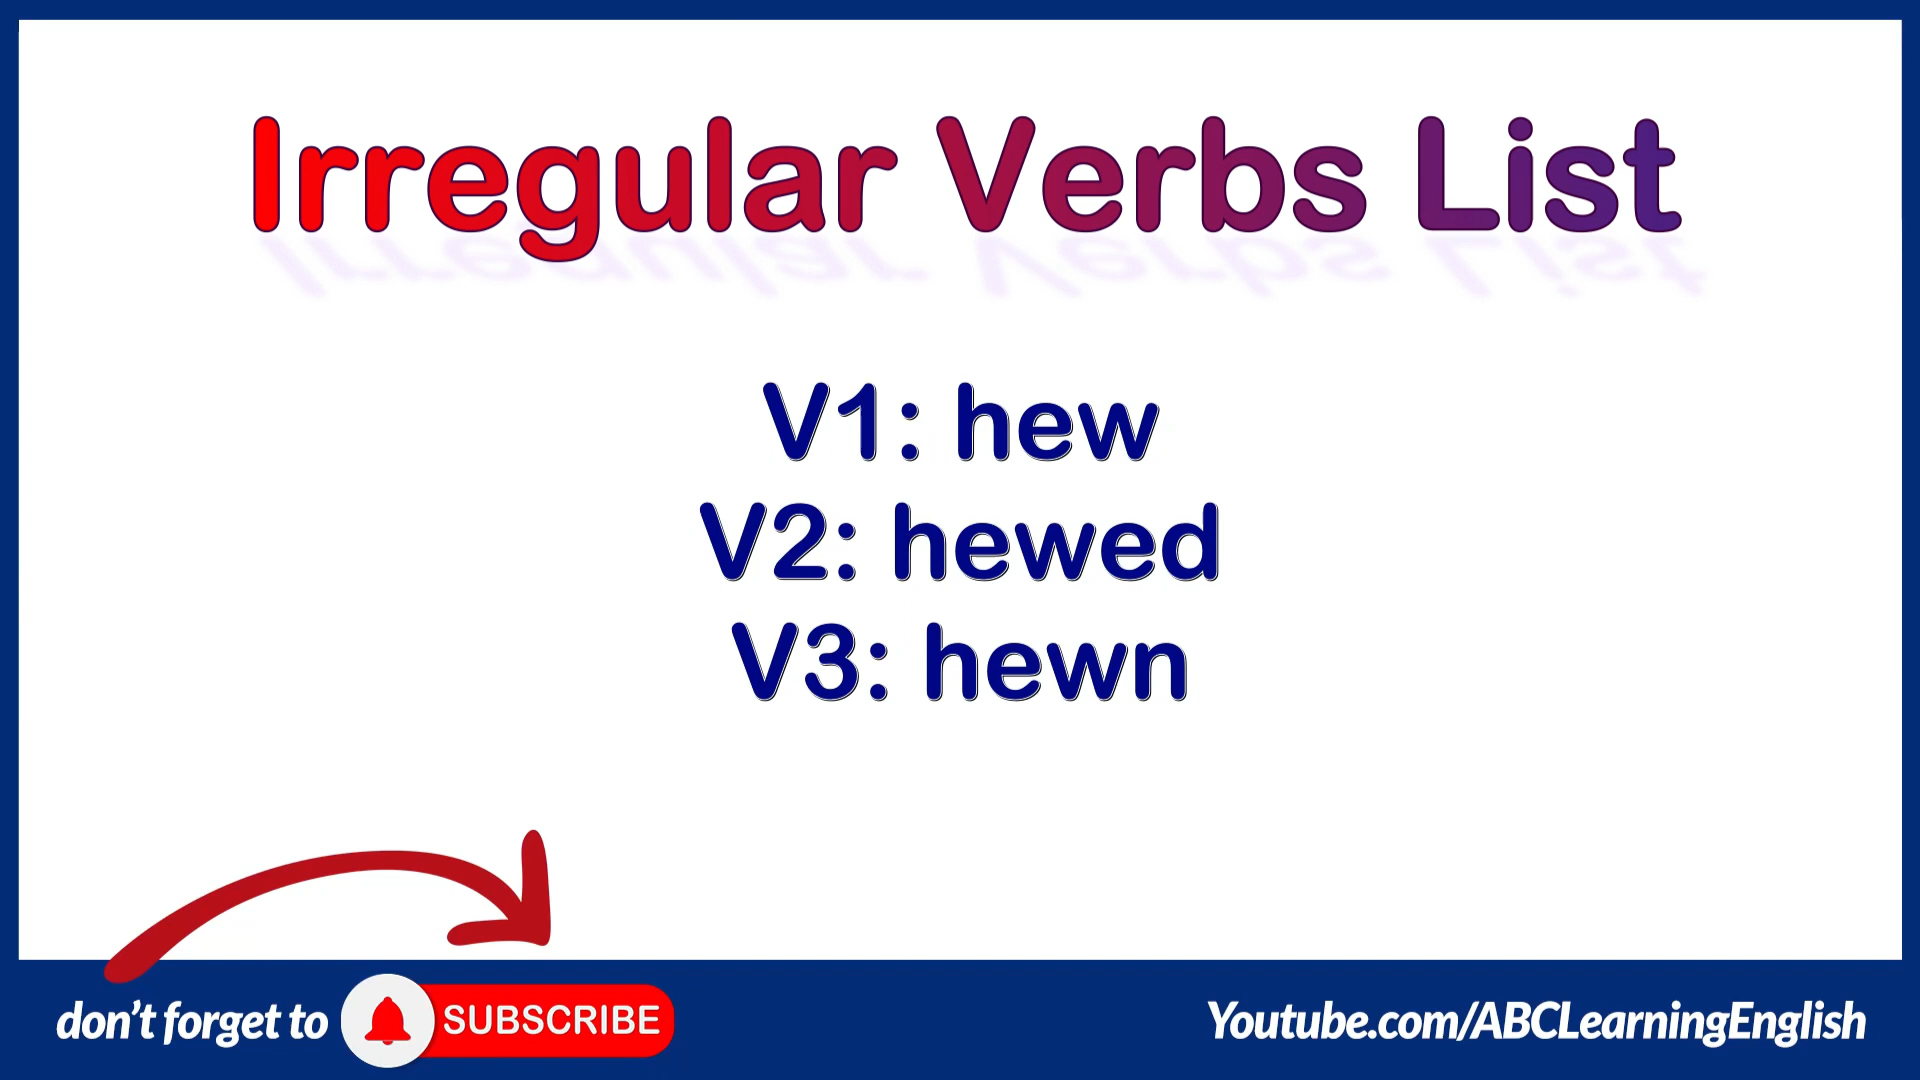 Irregular Verbs List
V1: hew
V2: hewed
V3: hewn
don't forget to SUBSCRIBE
Youtube.com/ABCLearningEnglish